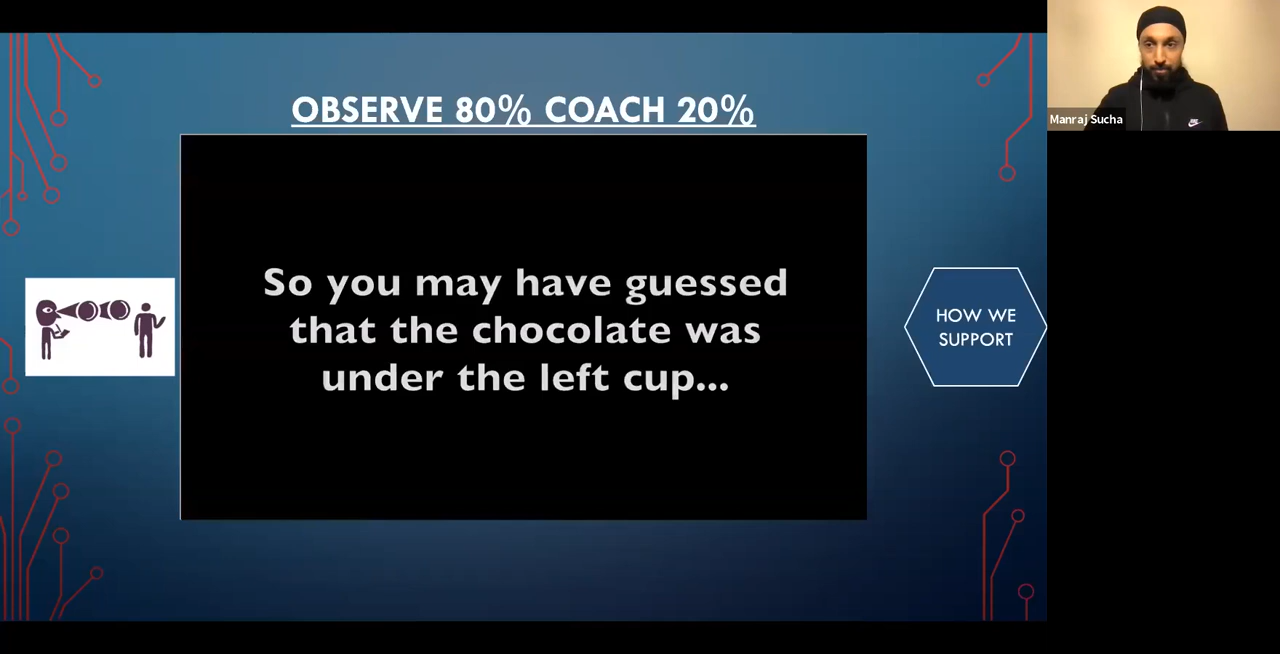 OBSERVE 80% COACH 20%
So you may have guessed
that the chocolate was
under the left cup...
HOW WE
SUPPORT
Manraj Sucha